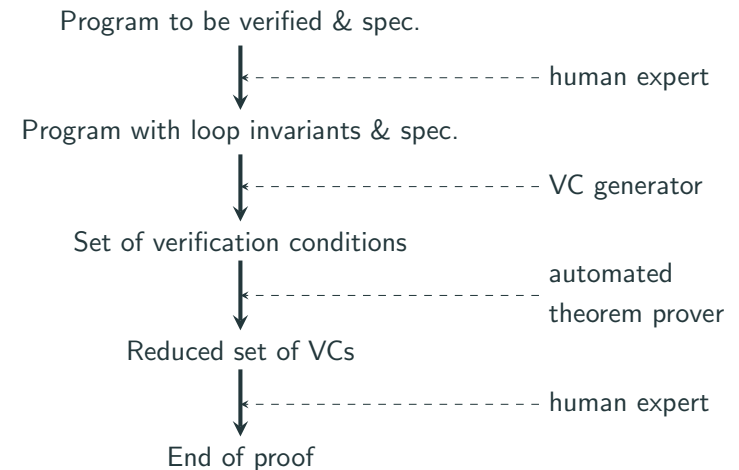 Program to be verified & spec.
human expert
Program with loop invariants & spec.
VC generator
Set of verification conditions
automated
theorem prover
Reduced set of VCs
human expert
End of proof